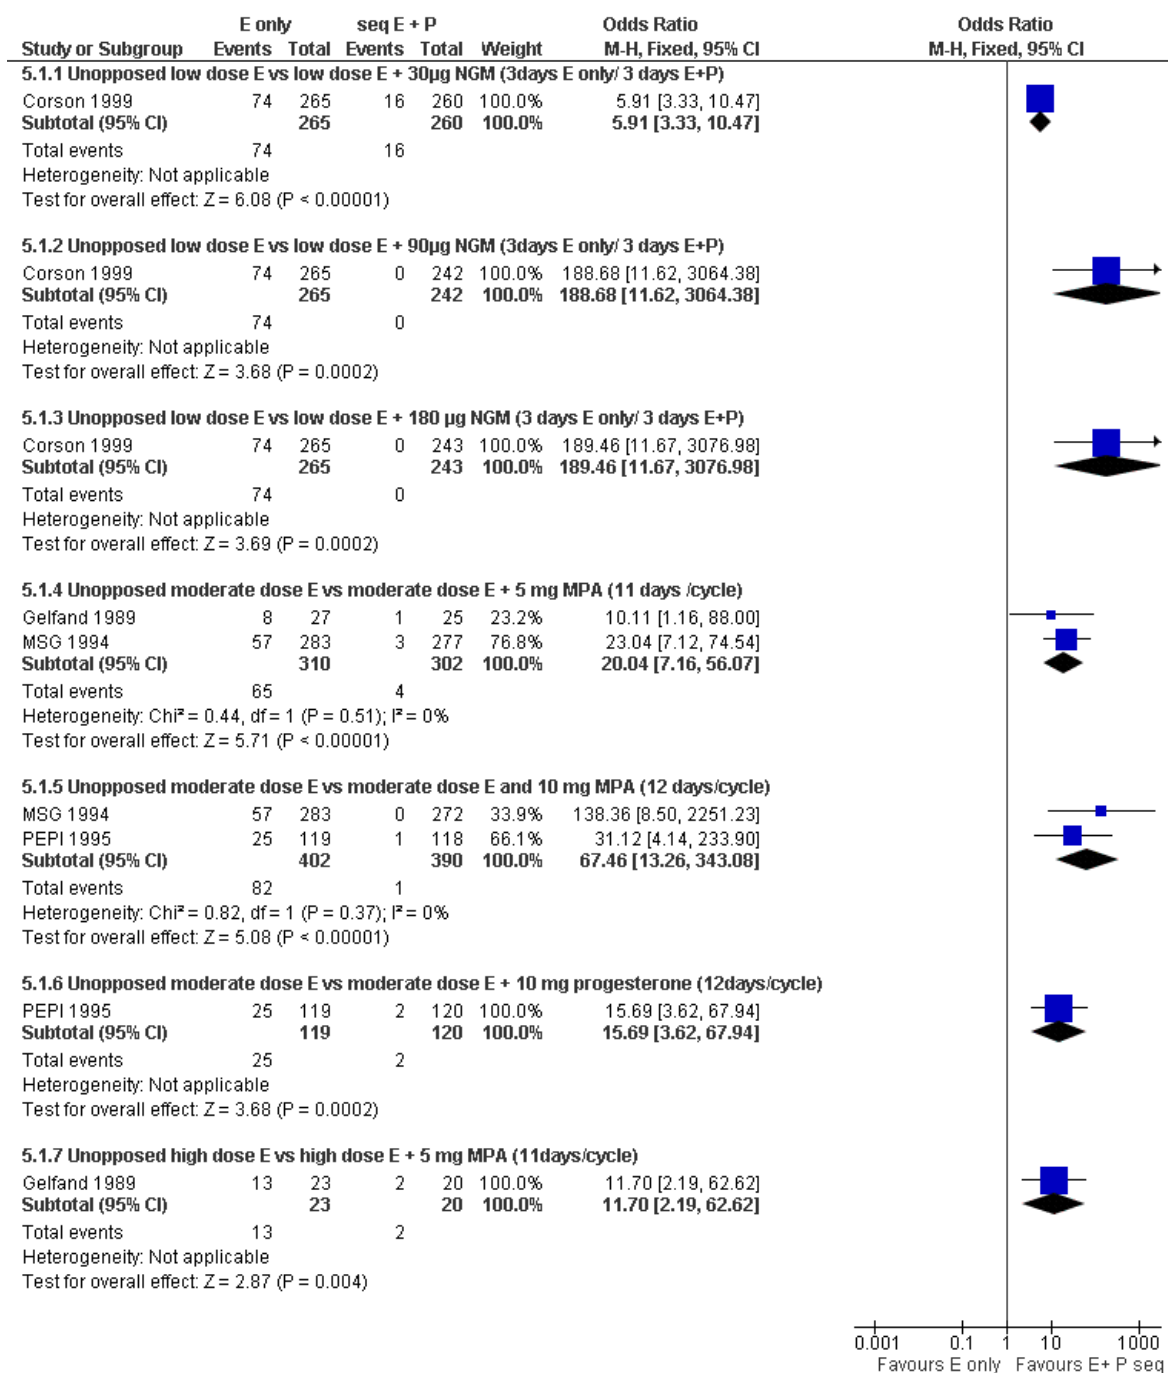 E only seq E + P Odds Ratio Odds Ratio
Study or Subgroup Events Total Events Total Weight M-H, Fixed, 95% CI M-H, Fixed, 95% CI
5.1.1 Unopposed low dose E vs low dose E + 30µg NGM (3days E only/ 3 days E+P)
Corson 1999 74 265 16 260 100.0% 5.91 [3.33, 10.47]
Subtotal (95% CI) 265 260 100.0% 5.91 [3.33, 10.47]
Total events 74 16
Heterogeneity: Not applicable
Test for overall effect: Z = 6.08 (P < 0.00001)
5.1.2 Unopposed low dose E vs low dose E + 90µg NGM (3days E only/ 3 days E+P)
Corson 1999 74 265 0 242 100.0% 188.68 [11.62, 3064.38]
Subtotal (95% CI) 265 242 100.0% 188.68 [11.62, 3064.38]
Total events 74 0
Heterogeneity: Not applicable
Test for overall effect: Z = 3.68 (P = 0.0002)
5.1.3 Unopposed low dose E vs low dose E + 180 µg NGM (3 days E only/ 3 days E+P)
Corson 1999 74 265 0 243 100.0% 189.46 [11.67, 3076.98]
Subtotal (95% CI) 265 243 100.0% 189.46 [11.67, 3076.98]
Total events 74 0
Heterogeneity: Not applicable
Test for overall effect: Z = 3.69 (P = 0.0002)
5.1.4 Unopposed moderate dose E vs moderate dose E + 5 mg MPA (11 days /cycle)
Gelfand 1989 8 27 1 25 23.2% 10.11 [1.16, 88.00]
MSG 1994 57 283 3 277 76.8% 23.04 [7.12, 74.54]
Subtotal (95% CI) 310 302 100.0% 20.04 [7.16, 56.07]
Total events 65 4
Heterogeneity: Chi² = 0.44, df = 1 (P = 0.51); I² = 0%
Test for overall effect: Z = 5.71 (P < 0.00001)
5.1.5 Unopposed moderate dose E vs moderate dose E and 10 mg MPA (12 days/cycle)
MSG 1994 57 283 0 272 33.9% 138.36 [8.50, 2251.23]
PEPI 1995 25 119 1 118 66.1% 31.12 [4.14, 233.90]
Subtotal (95% CI) 402 390 100.0% 67.46 [13.26, 343.08]
Total events 82 1
Heterogeneity: Chi² = 0.82, df = 1 (P = 0.37); I² = 0%
Test for overall effect: Z = 5.08 (P < 0.00001)
5.1.6 Unopposed moderate dose E vs moderate dose E + 10 mg progesterone (12days/cycle)
PEPI 1995 25 119 2 120 100.0% 15.69 [3.62, 67.94]
Subtotal (95% CI) 119 120 100.0% 15.69 [3.62, 67.94]
Total events 25 2
Heterogeneity: Not applicable
Test for overall effect: Z = 3.68 (P = 0.0002)
5.1.7 Unopposed high dose E vs high dose E + 5 mg MPA (11days/cycle)
Gelfand 1989 13 23 2 20 100.0% 11.70 [2.19, 62.62]
Subtotal (95% CI) 23 20 100.0% 11.70 [2.19, 62.62]
Total events 13 2
Heterogeneity: Not applicable
Test for overall effect: Z = 2.87 (P = 0.004)
0.001 0.1 1 10 1000
Favours E only Favours E+ P seq